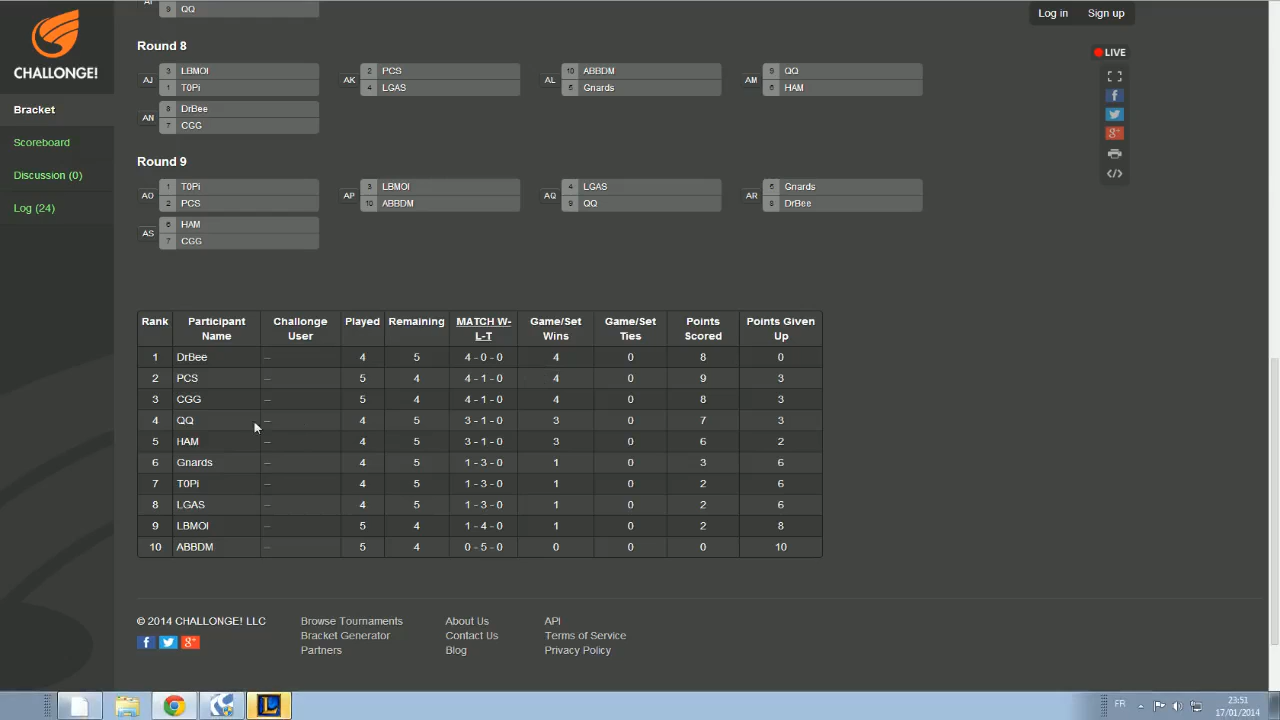 AI 9 QQ
Log in Sign up
CHALLONGE!
LIVE
Bracket
Scoreboard
Discussion (0)
Log (24)
Round 8
AJ 3 LBMOI
1 T0Pi
AK 2 PCS
4 LGAS
AL 10 ABBDM
5 Gnards
AM 9 QQ
6 HAM
AN 8 DrBee
7 CGG
Round 9
AO 1 T0Pi
2 PCS
AP 3 LBMOI
10 ABBDM
AQ 4 LGAS
9 QQ
AR 5 Gnards
8 DrBee
AS 6 HAM
7 CGG
Rank Participant Name Challonge User Played Remaining MATCH W-L-T Game/Set Wins Game/Set Ties Points Scored Points Given Up
1 DrBee -- 4 5 4 - 0 - 0 4 0 8 0
2 PCS -- 5 4 4 - 1 - 0 4 0 9 3
3 CGG -- 5 4 4 - 1 - 0 4 0 8 3
4 QQ -- 4 5 3 - 1 - 0 3 0 7 3
5 HAM -- 4 5 3 - 1 - 0 3 0 6 2
6 Gnards -- 4 5 1 - 3 - 0 1 0 3 6
7 T0Pi -- 4 5 1 - 3 - 0 1 0 2 6
8 LGAS -- 4 5 1 - 3 - 0 1 0 2 6
9 LBMOI -- 5 4 1 - 4 - 0 1 0 2 8
10 ABBDM -- 5 4 0 - 5 - 0 0 0 0 10
© 2014 CHALLONGE! LLC
Browse Tournaments
Bracket Generator
Partners
About Us
Contact Us
Blog
API
Terms of Service
Privacy Policy
FR
23:51
17/01/2014